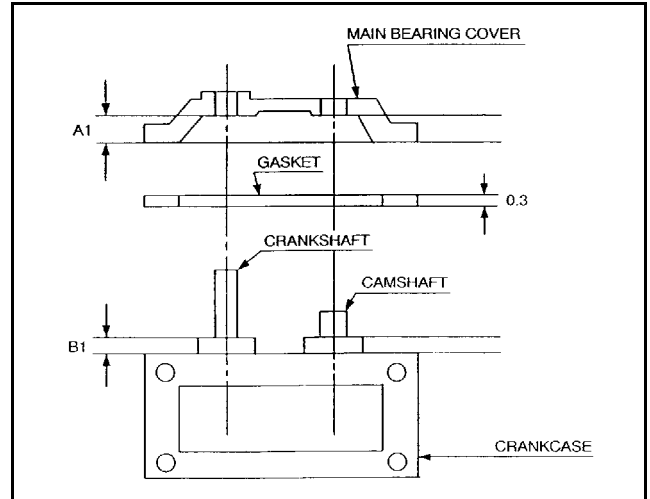 MAIN BEARING COVER
A1
GASKET
0.3
CRANKSHAFT
CAMSHAFT
B1
CRANKCASE